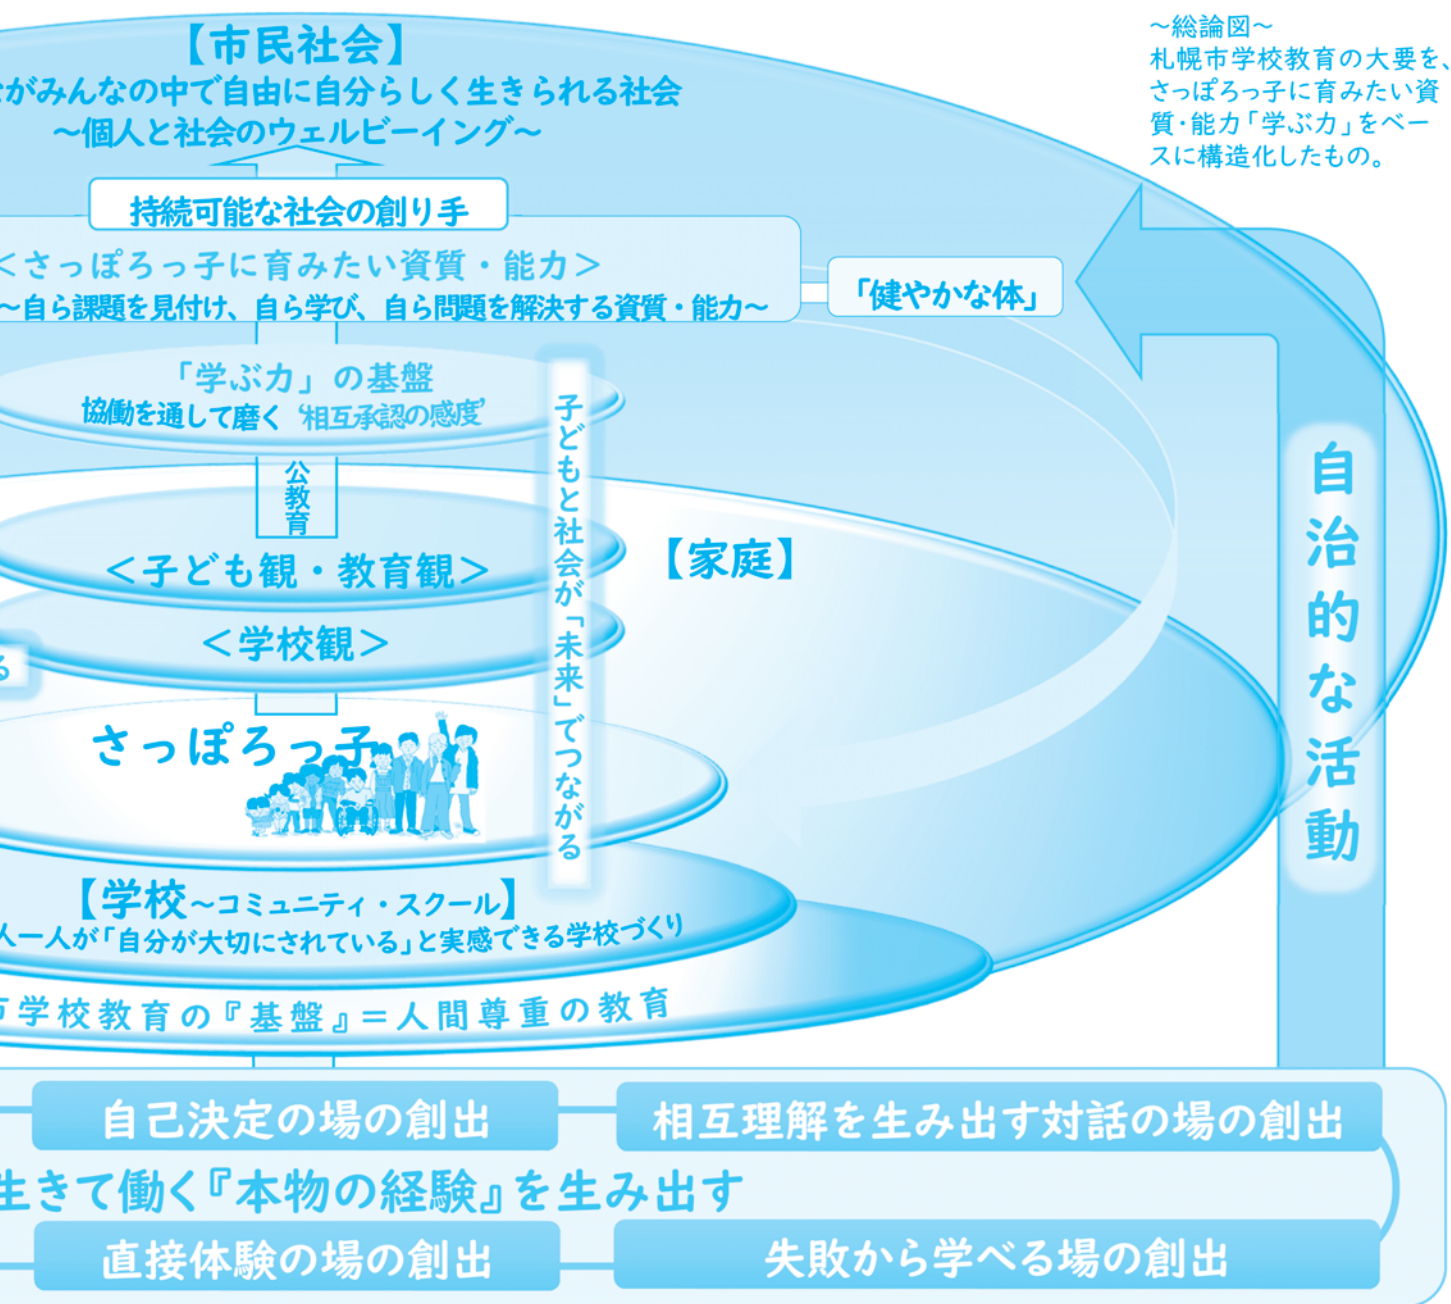 ～総論図～
札幌市学校教育の大要を、
さっぽろっ子に育みたい資
質・能力「学ぶ力」をベー
スに構造化したもの。
【市民社会】
がみんなの中で自由に自分らしく生きられる社会
～個人と社会のウェルビーイング～
持続可能な社会の創り手
＜さっぽろっ子に育みたい資質・能力＞
～自ら課題を見付け、自ら学び、自ら問題を解決する資質・能力～
「健やかな体」
「学ぶ力」の基盤
協働を通して磨く ‘相互承認の感度’
公教育
＜子ども観・教育観＞
＜学校観＞
る
子どもと社会が「未来」でつながる
【家庭】
自治的な活動
さっぽろっ子
【学校～コミュニティ・スクール】
人一人が「自分が大切にされている」と実感できる学校づくり
学校教育の『基盤』＝人間尊重の教育
自己決定の場の創出
相互理解を生み出す対話の場の創出
生きて働く『本物の経験』を生み出す
直接体験の場の創出
失敗から学べる場の創出